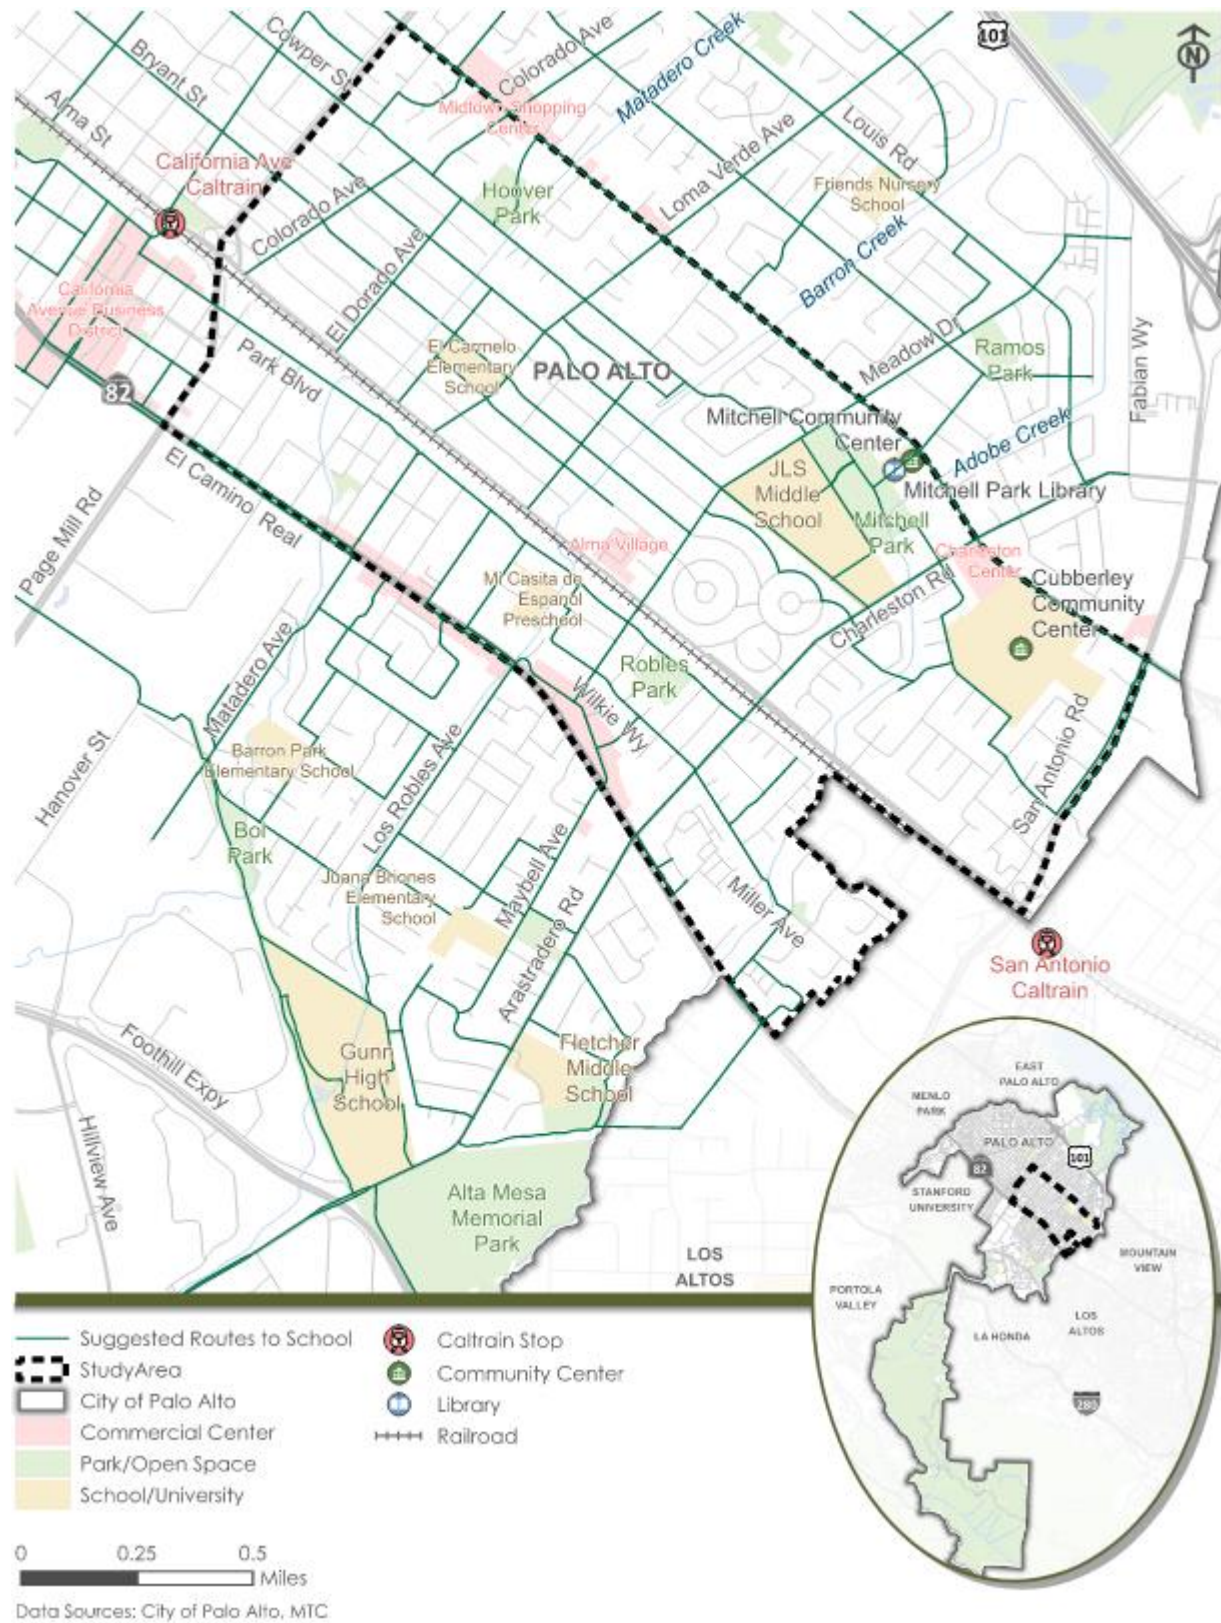 101
N
Cowper St
Colorado Ave
Matadero Creek
Bryant St
Alma St
Midtown Shopping
Center
Louis Rd
Loma Verde Ave
California Ave
Caltrain
Hoover
Park
Friends Nursery
School
Colorado Ave
Barron Creek
El Dorado Ave
California
Avenue Business
District
Park Blvd
El Carmelo
Elementary
School
PALO ALTO
Meadow Dr
Ramos
Park
Fabian Wy
82
Mitchell Community
Center
Adobe Creek
El Camino Real
JLS
Middle
School
Mitchell Park Library
Mitchell
Park
Page Mill Rd
Alma Village
Charleston
Center
Mi Casita de
Espanol
Preschool
Charleston Rd
Cubberley
Community
Center
Matadero Ave
Robles
Park
Wilkie Wy
San Antonio Rd
Hanover St
Barron Park
Elementary School
Los Robles Ave
Bol
Park
Juana Briones
Elementary
School
Maybell Ave
Arastradero Rd
Miller Ave
San Antonio
Caltrain
Foothill Expy
Gunn
High
School
Fletcher
Middle
School
Hillview Ave
Alta Mesa
Memorial
Park
LOS
ALTOS
EAST
PALO ALTO
MENLO
PARK
PALO ALTO
101
82
STANFORD
UNIVERSITY
MOUNTAIN
VIEW
PORTOLA
VALLEY
LA HONDA
LOS
ALTOS
280
Suggested Routes to School
StudyArea
City of Palo Alto
Commercial Center
Park/Open Space
School/University
Caltrain Stop
Community Center
Library
Railroad
0 0.25 0.5
Miles
Data Sources: City of Palo Alto, MTC